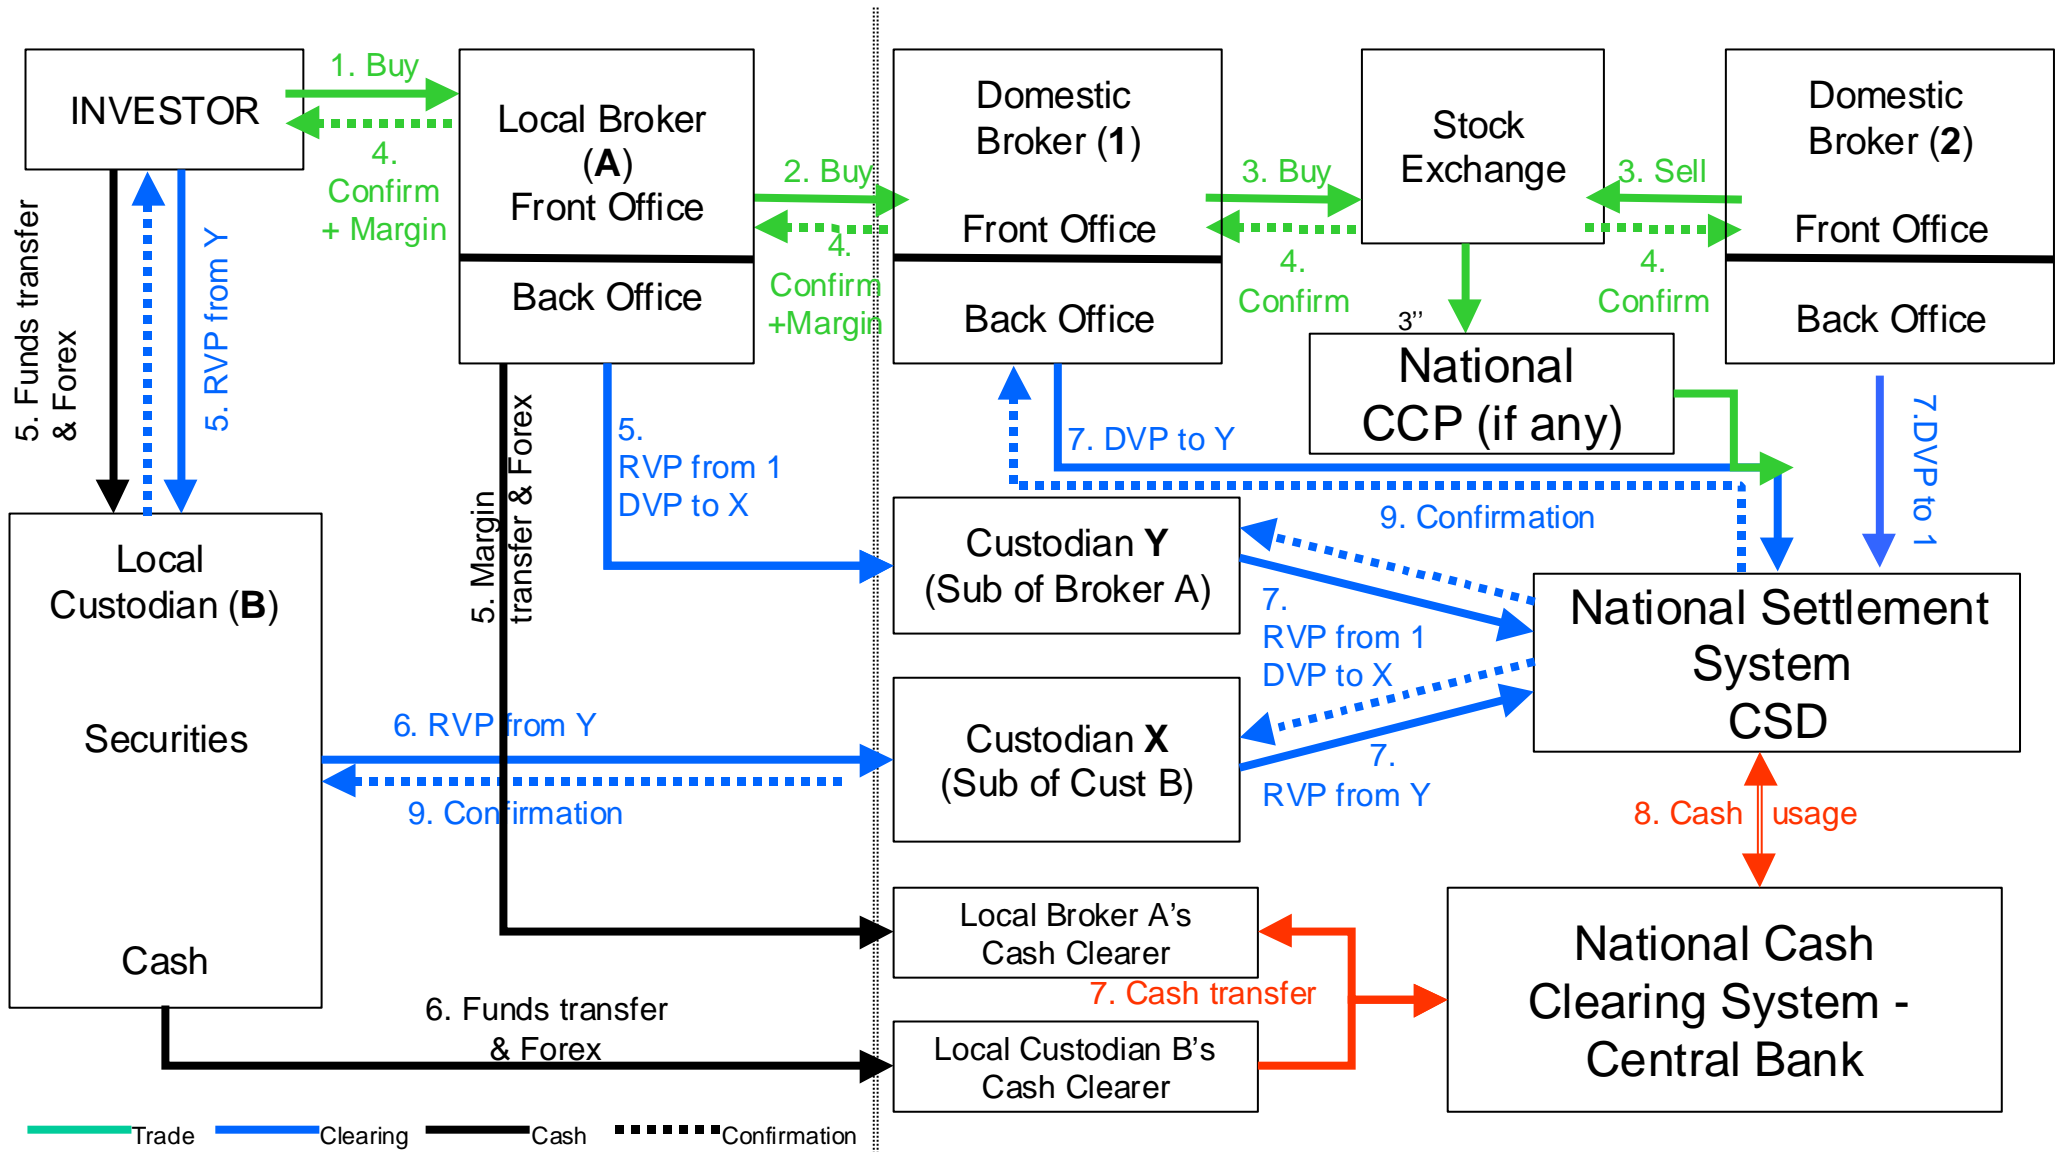 INVESTOR
1. Buy
4.
Confirm
+ Margin
Local Broker
(A)
Front Office
Back Office
2. Buy
4.
Confirm
+Margin
Domestic
Broker (1)
Front Office
Back Office
3. Buy
4.
Confirm
Stock
Exchange
3. Sell
4.
Confirm
Domestic
Broker (2)
Front Office
Back Office
3’’
National
CCP (if any)
5. Funds transfer
& Forex
5. RVP from Y
5. Margin
transfer & Forex
5.
RVP from 1
DVP to X
7. DVP to Y
7.DVP to 1
9. Confirmation
Local
Custodian (B)
Securities
Cash
Custodian Y
(Sub of Broker A)
7.
RVP from 1
DVP to X
National Settlement
System
CSD
6. RVP from Y
9. Confirmation
Custodian X
(Sub of Cust B)
7.
RVP from Y
8. Cash usage
Local Broker A’s
Cash Clearer
7. Cash transfer
6. Funds transfer
& Forex
Local Custodian B’s
Cash Clearer
National Cash
Clearing System -
Central Bank
Trade
Clearing
Cash
Confirmation